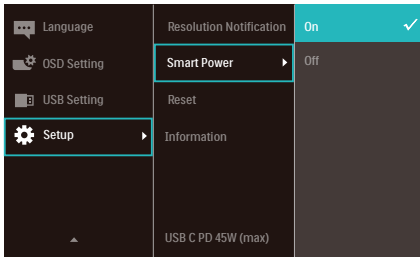 Language
OSD Setting
USB Setting
Setup
Resolution Notification
Smart Power
Reset
Information
USB C PD 45W (max)
On
Off